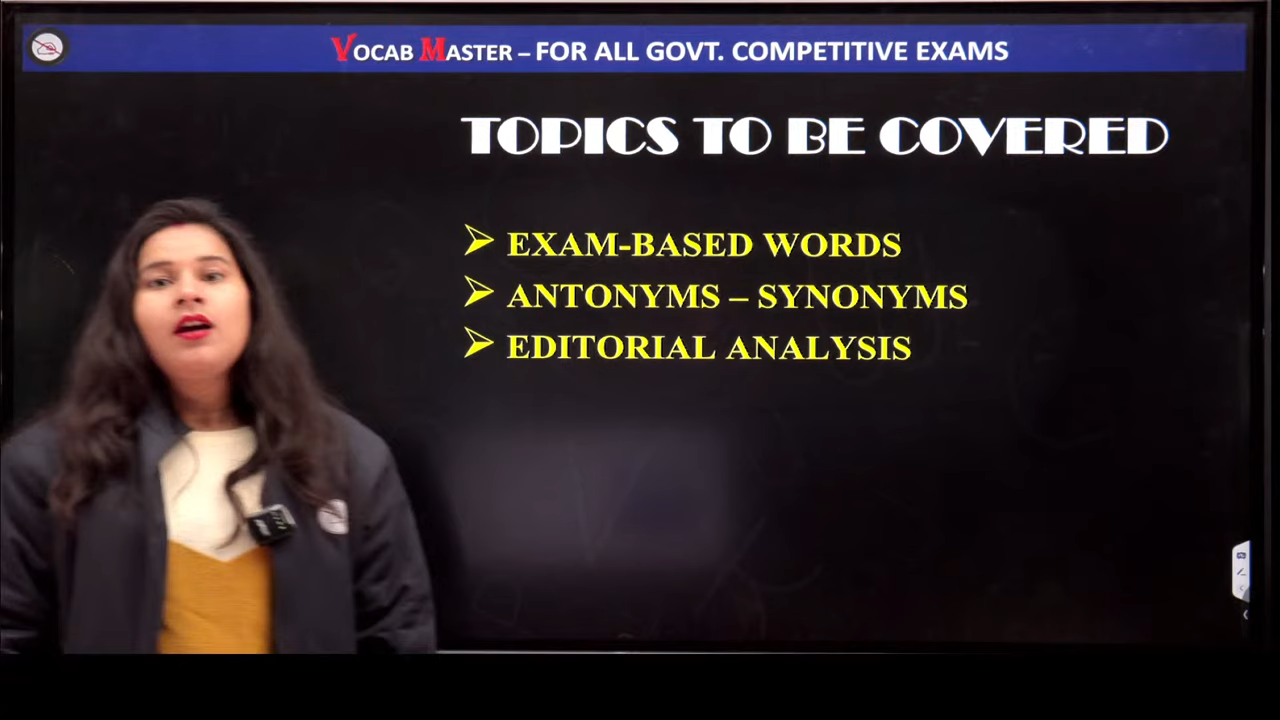 VOCAB MASTER – FOR ALL GOVT. COMPETITIVE EXAMS
TOPICS TO BE COVERED
EXAM-BASED WORDS
ANTONYMS – SYNONYMS
EDITORIAL ANALYSIS